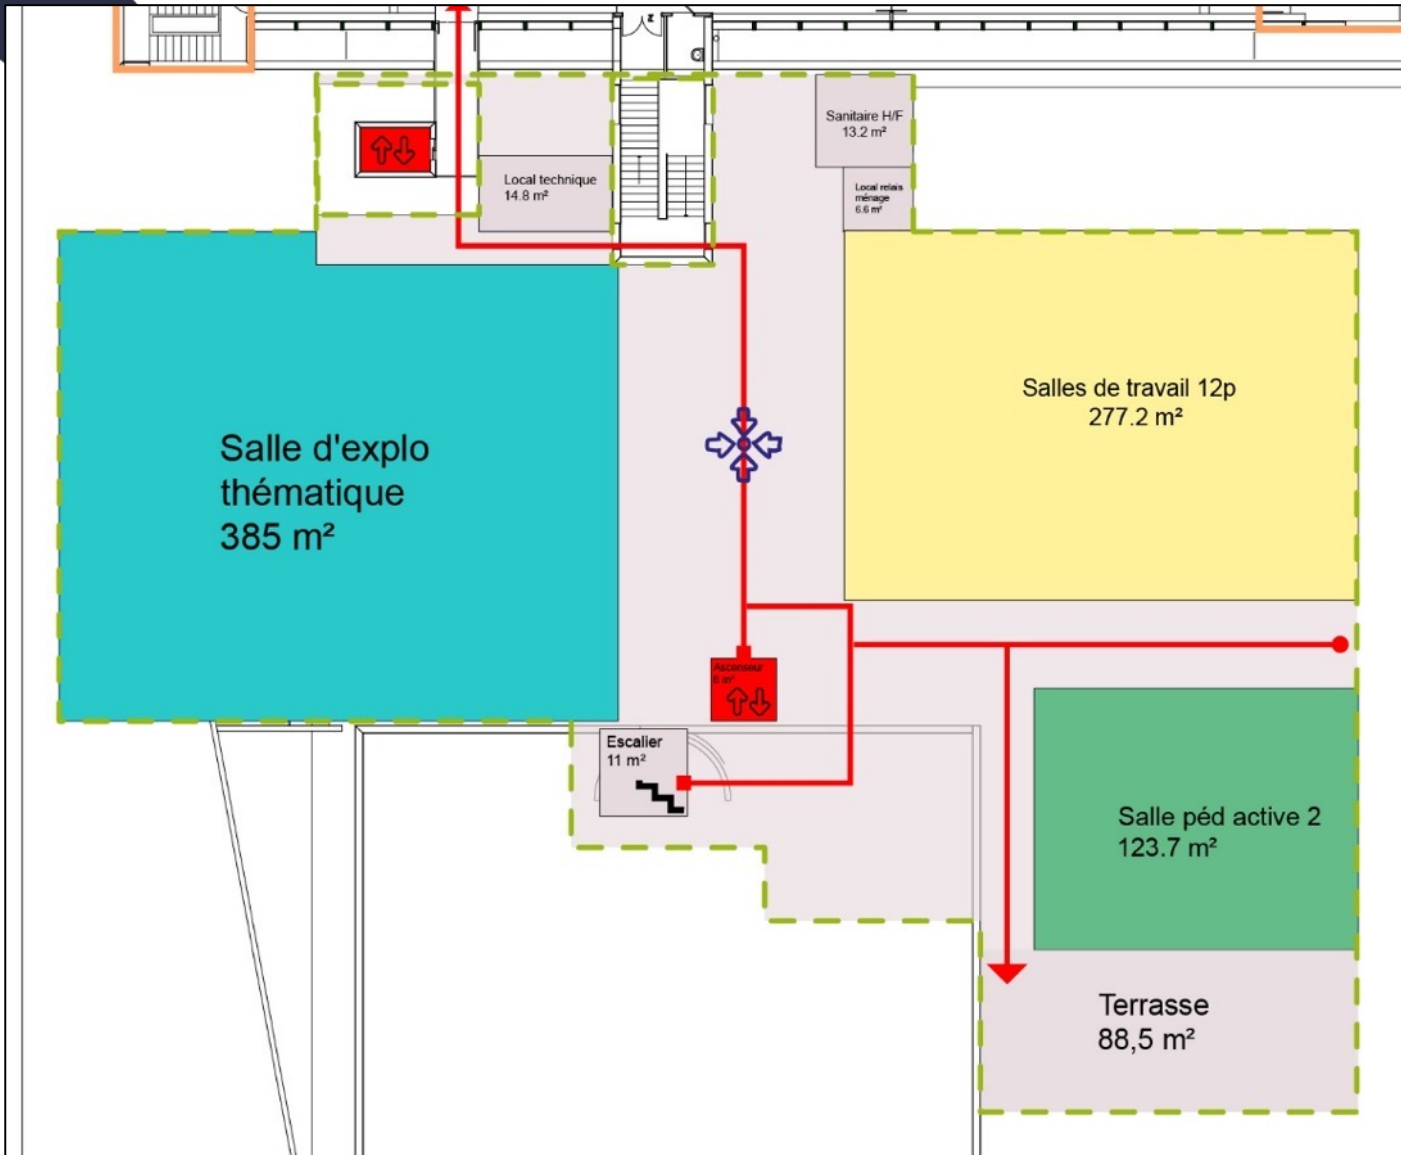 Sanitaire H/F
13.2 m²
Local technique
14.8 m²
Local relais
ménage
6.6 m²
Salles de travail 12p
277.2 m²
Salle d'explo
thématique
385 m²
Ascenseur
6 m²
Escalier
11 m²
Salle péd active 2
123.7 m²
Terrasse
88,5 m²